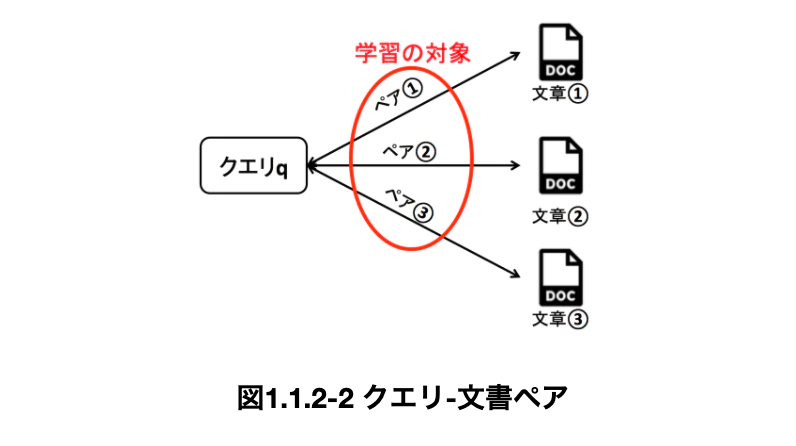 学習の対象
ペア①
ペア②
ペア③
クエリq
DOC
文章①
DOC
文章②
DOC
文章③
図1.1.2-2 クエリ-文書ペア